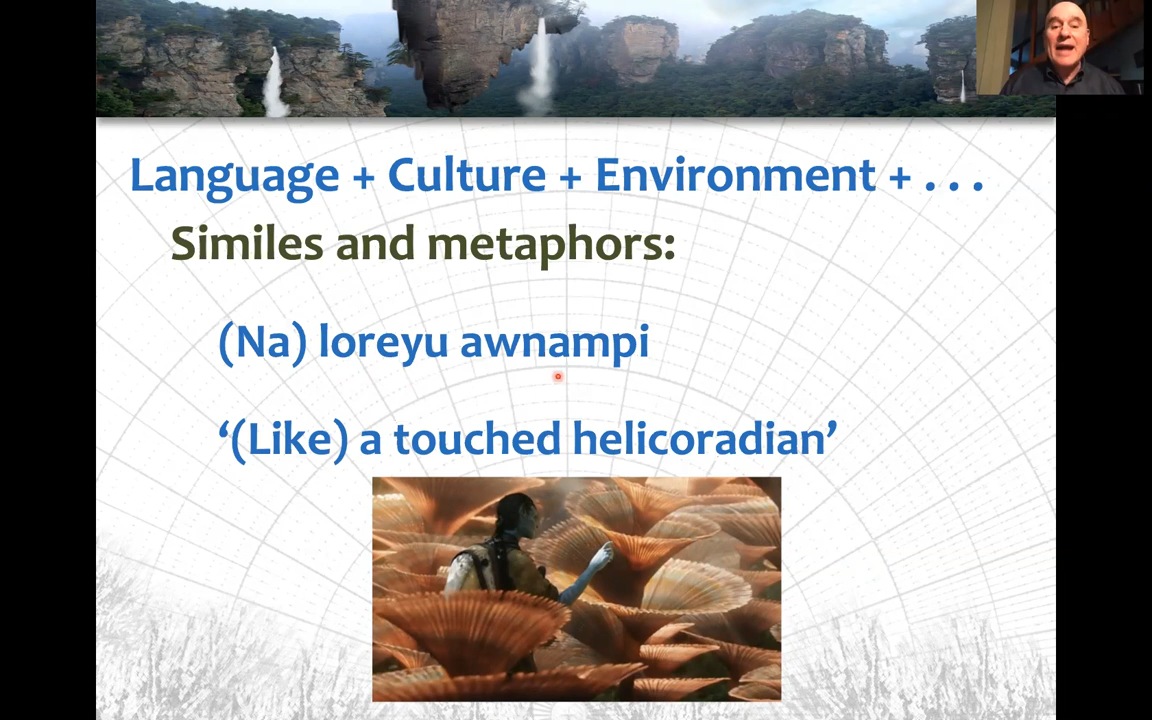 Language + Culture + Environment + . . .
Similes and metaphors:
(Na) loreyu awnampi
‘(Like) a touched helicoradian’